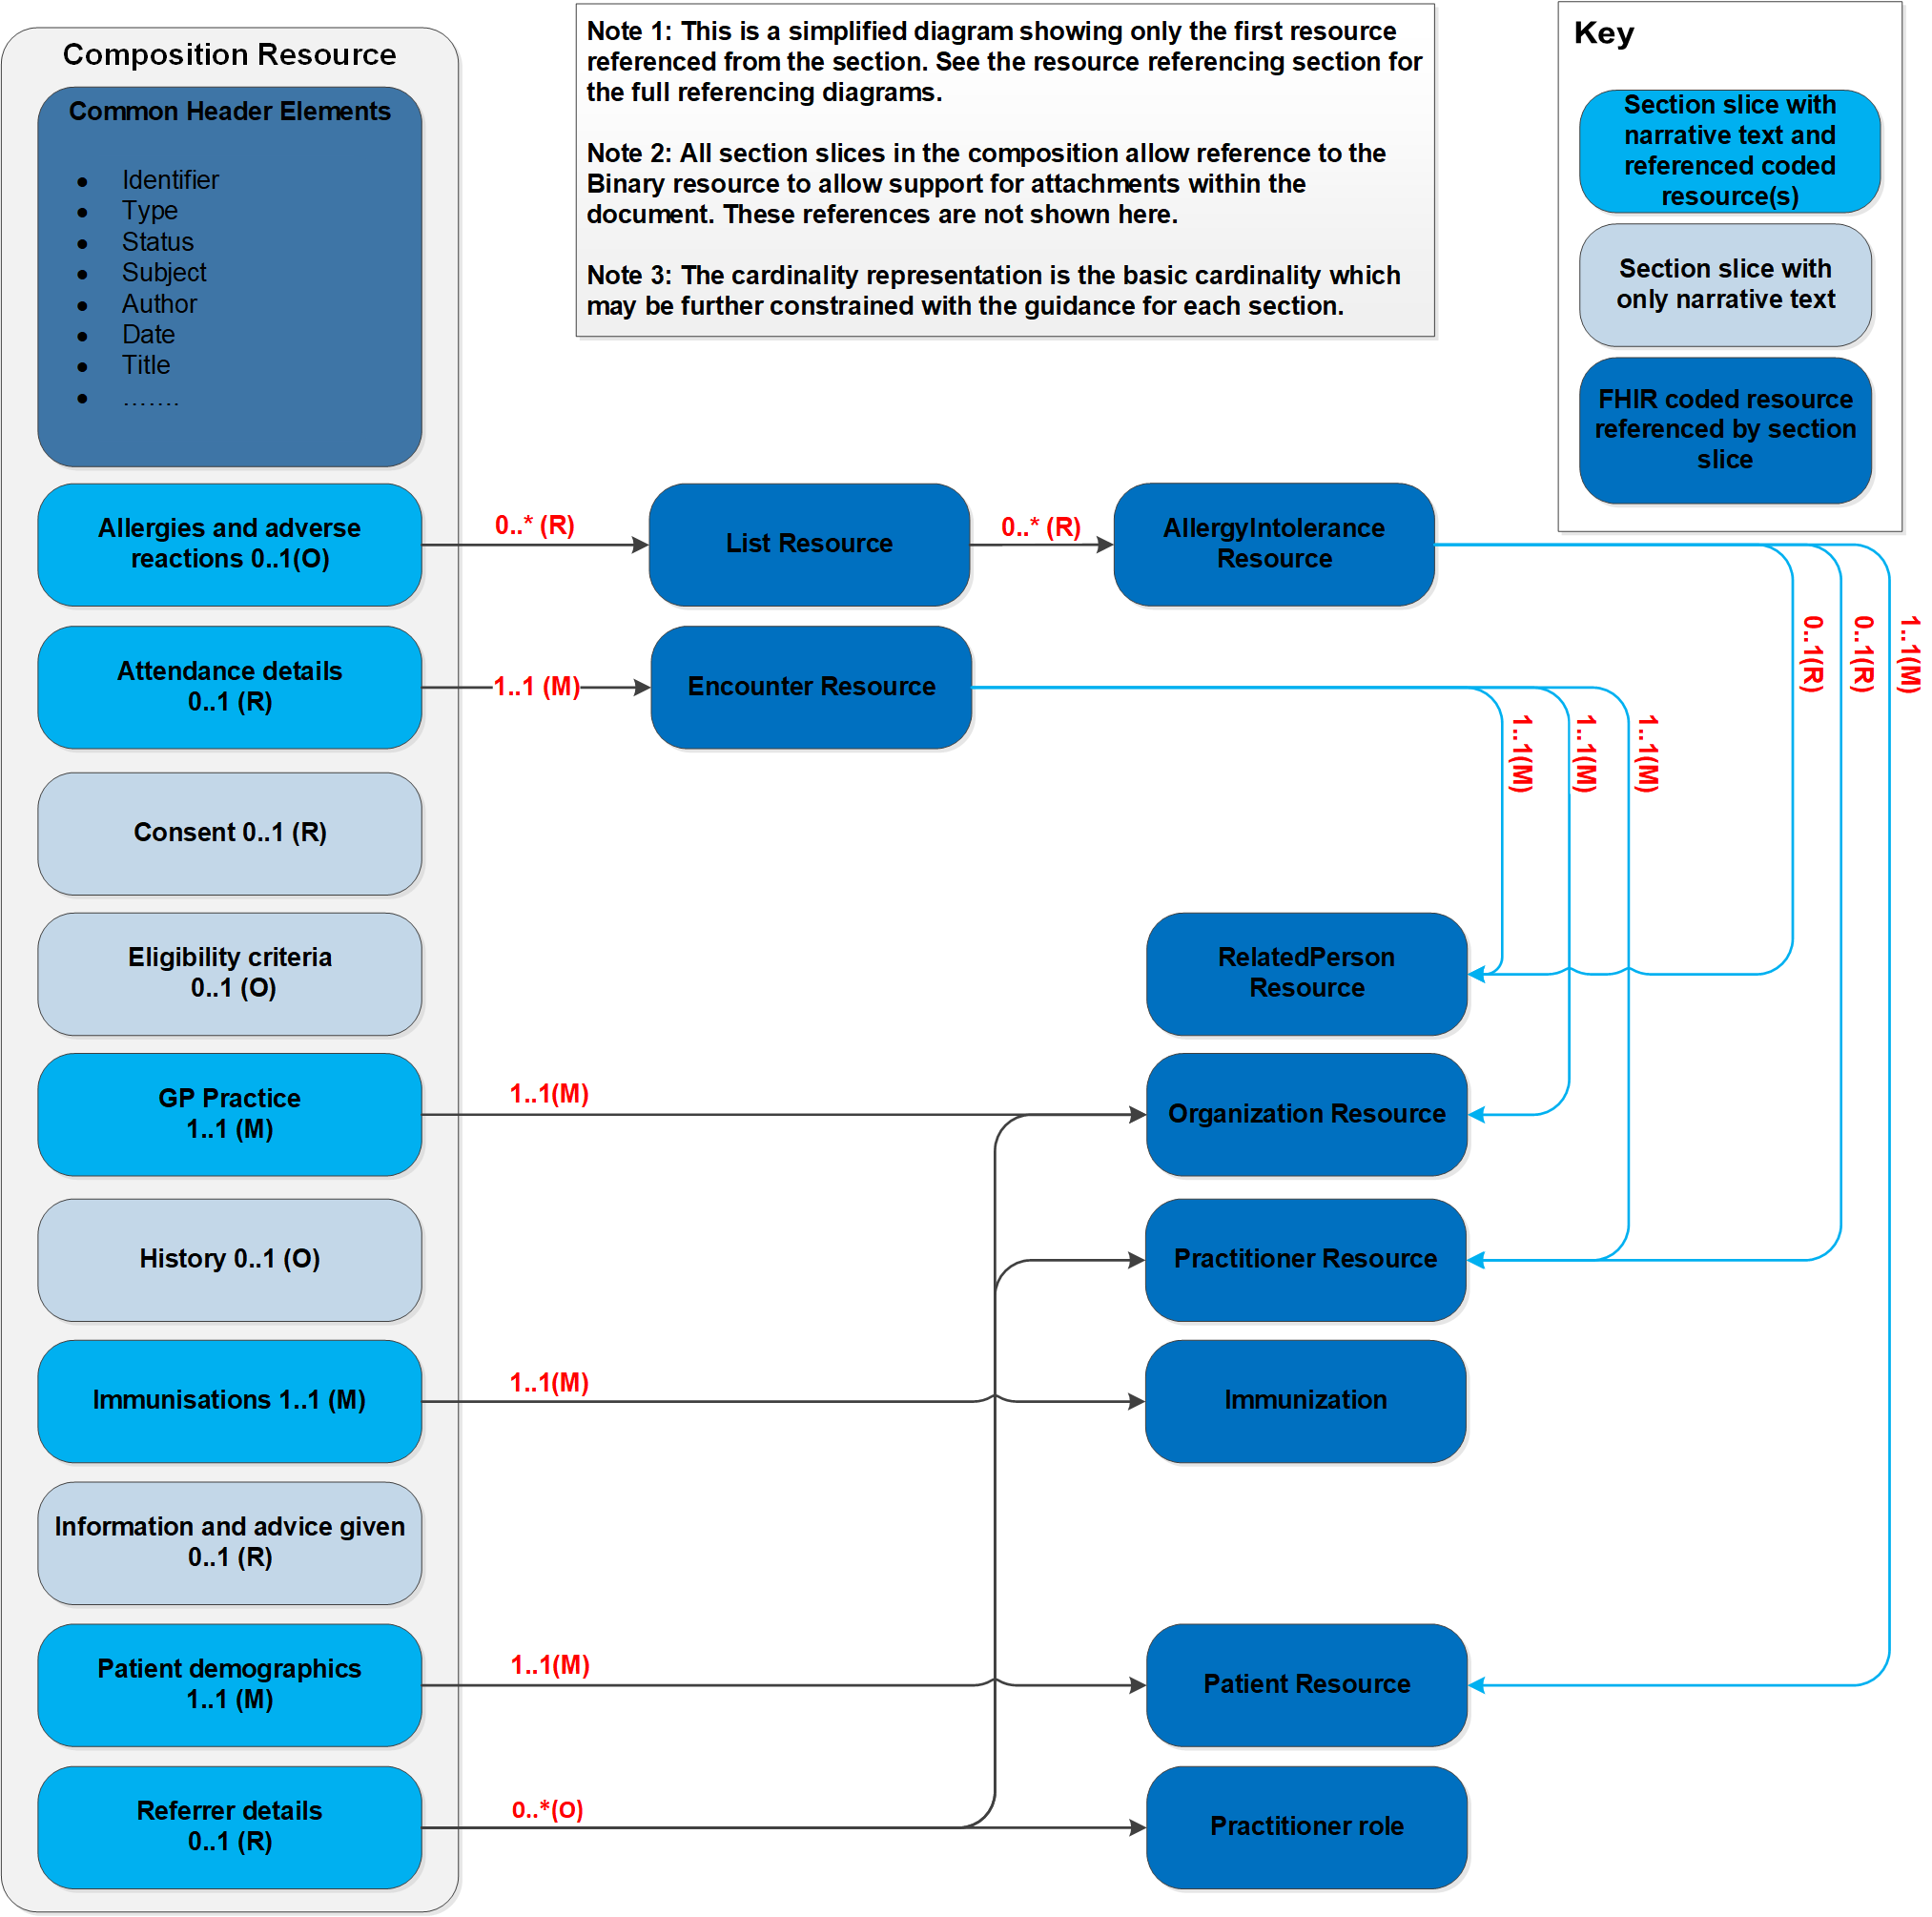 Composition Resource
Common Header Elements
Identifier
Type
Status
Subject
Author
Date
Title
…….
Note 1: This is a simplified diagram showing only the first resource
referenced from the section. See the resource referencing section for
the full referencing diagrams.
Note 2: All section slices in the composition allow reference to the
Binary resource to allow support for attachments within the
document. These references are not shown here.
Note 3: The cardinality representation is the basic cardinality which
may be further constrained with the guidance for each section.
Key
Section slice with
narrative text and
referenced coded
resource(s)
Section slice with
only narrative text
FHIR coded resource
referenced by section
slice
Allergies and adverse
reactions 0..1(O)
0..* (R)
List Resource
0..* (R)
AllergyIntolerance
Resource
0..1(R)
0..1(R)
1..1(M)
Attendance details
0..1 (R)
1..1 (M)
Encounter Resource
1..1(M)
1..1(M)
1..1(M)
Consent 0..1 (R)
Eligibility criteria
0..1 (O)
RelatedPerson
Resource
GP Practice
1..1 (M)
1..1(M)
Organization Resource
History 0..1 (O)
Practitioner Resource
Immunisations 1..1 (M)
1..1(M)
Immunization
Information and advice given
0..1 (R)
Patient demographics
1..1 (M)
1..1(M)
Patient Resource
Referrer details
0..1 (R)
0..*(O)
Practitioner role